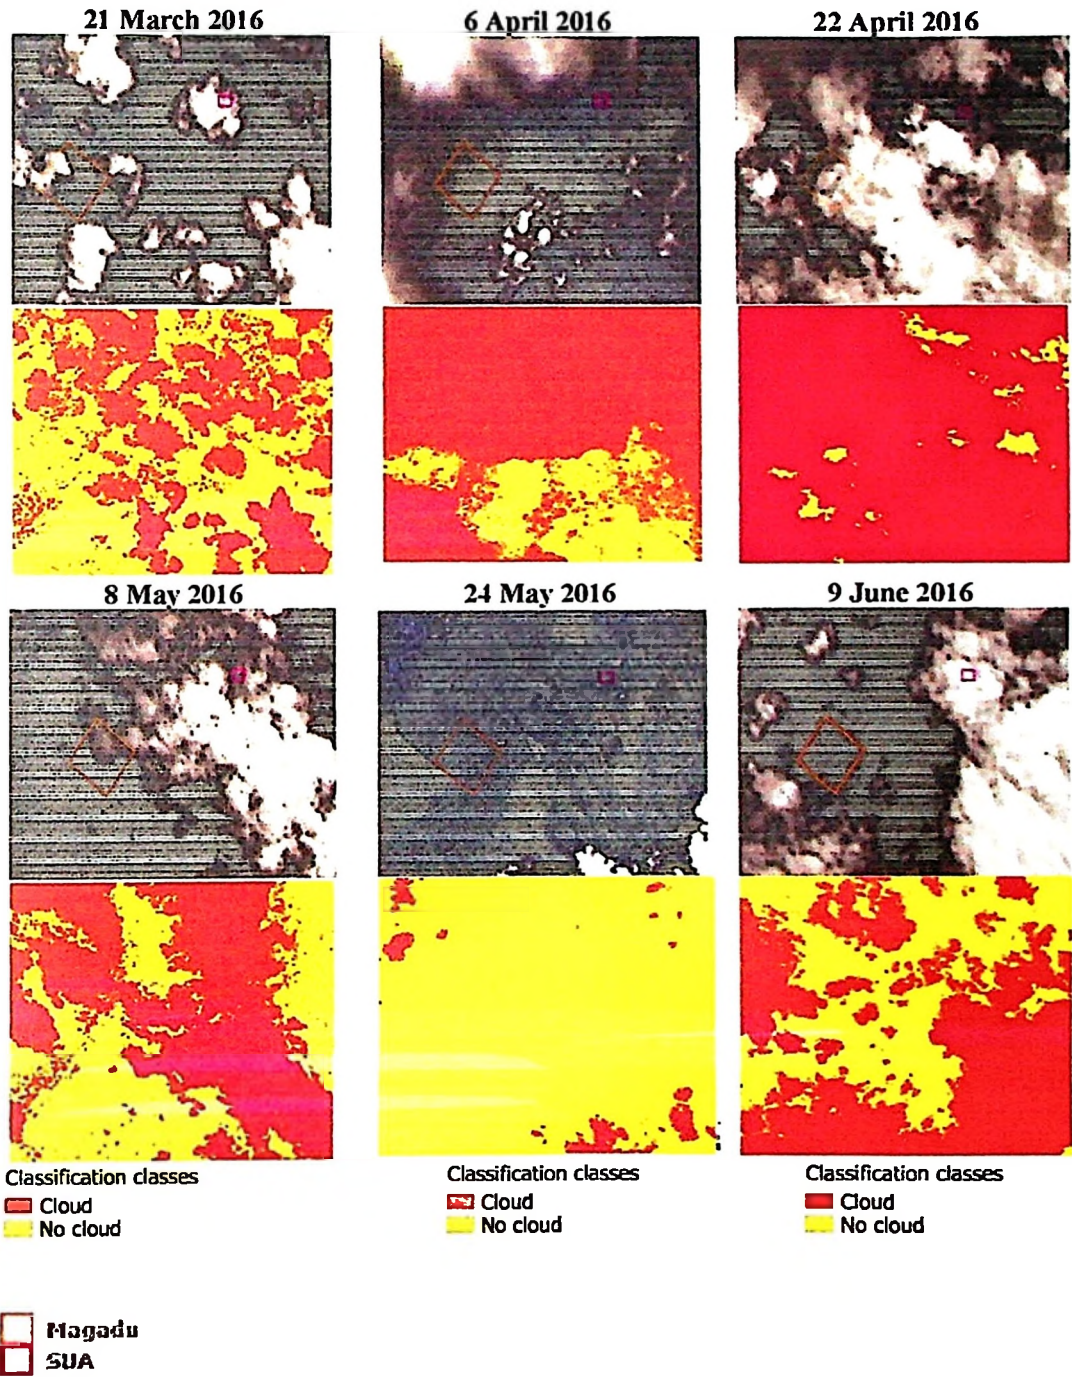 21 March 2016
6 April 2016
22 April 2016
8 May 2016
24 May 2016
9 June 2016
Classification classes
Cloud
No cloud
Classification classes
Cloud
No cloud
Classification classes
Cloud
No cloud
Magadu
SUA